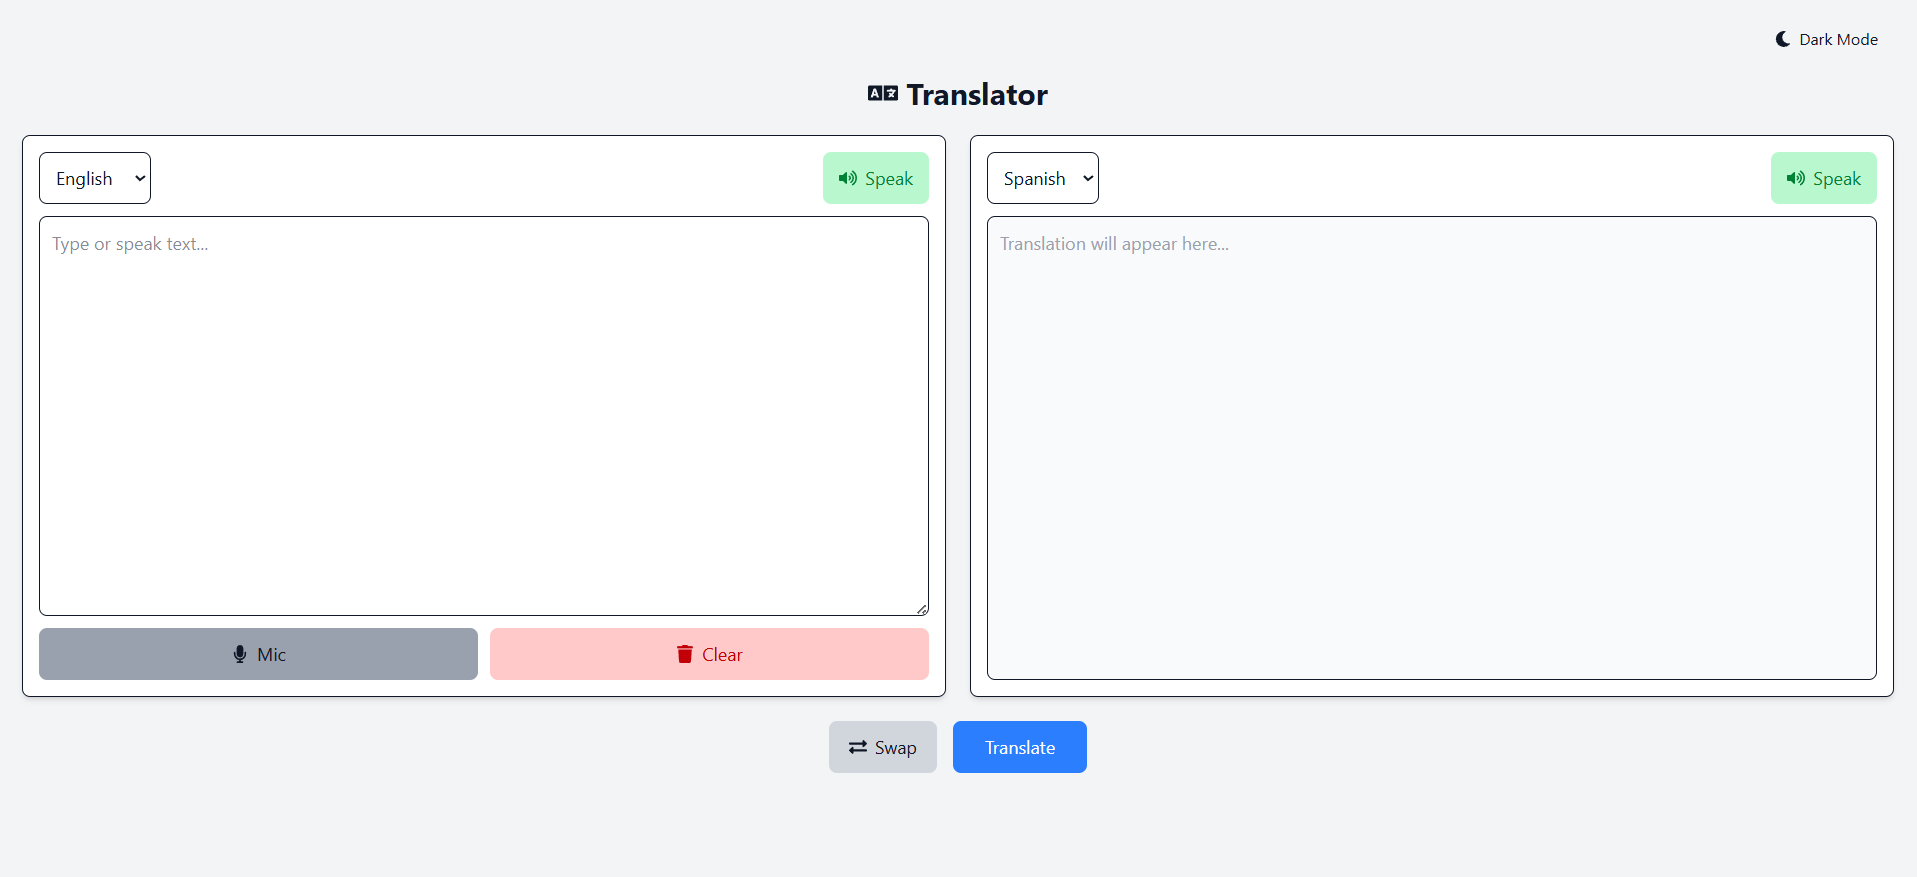 Dark Mode
Translator
English
Speak
Type or speak text...
Mic
Clear
Spanish
Speak
Translation will appear here...
Swap
Translate